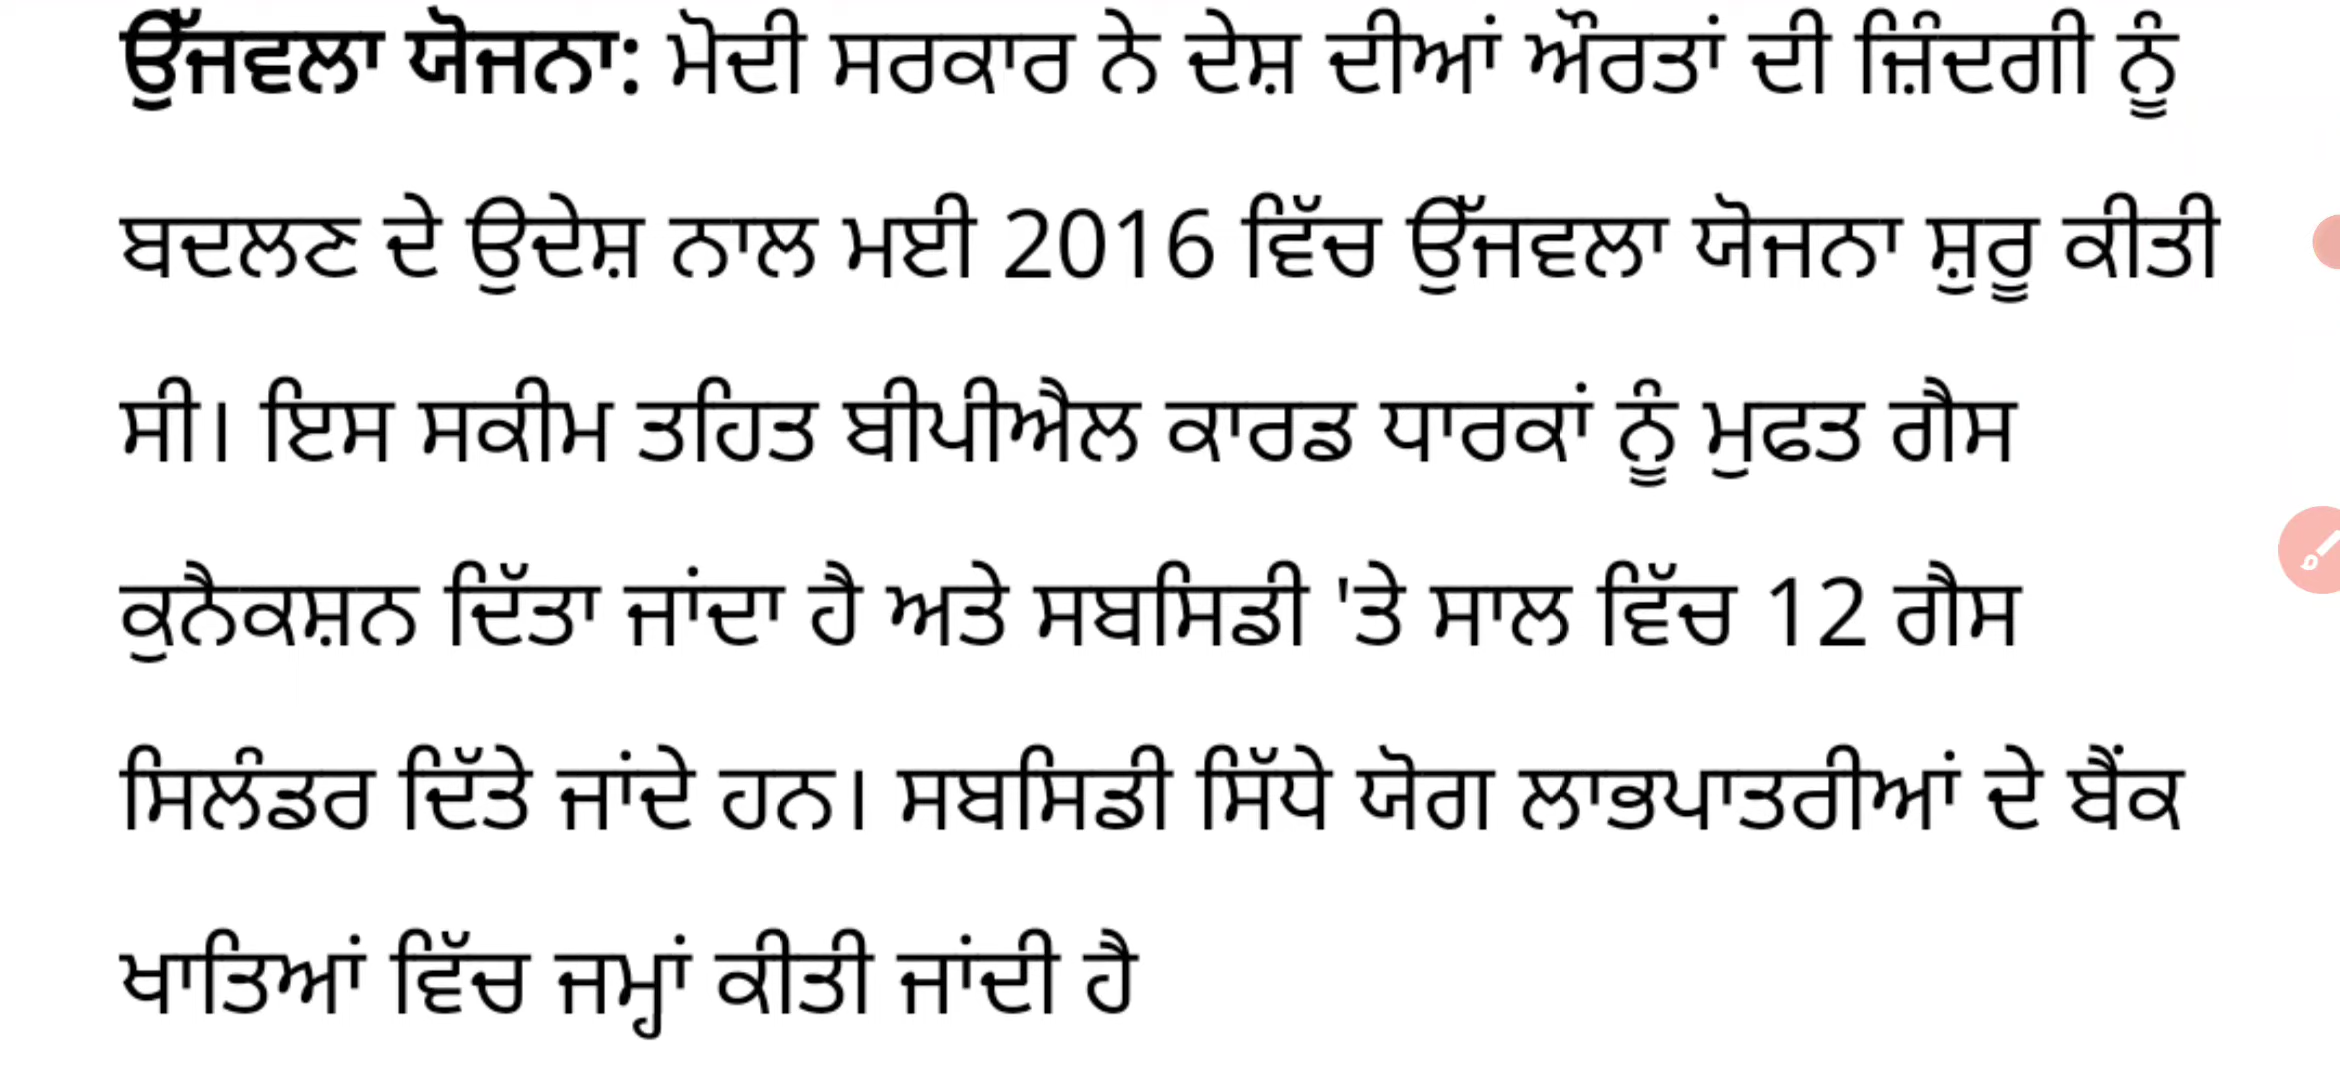 ਉੱਜਵਲਾ ਯੋਜਨਾ: ਮੋਦੀ ਸਰਕਾਰ ਨੇ ਦੇਸ਼ ਦੀਆਂ ਔਰਤਾਂ ਦੀ ਜ਼ਿੰਦਗੀ ਨੂੰ
ਬਦਲਣ ਦੇ ਉਦੇਸ਼ ਨਾਲ ਮਈ 2016 ਵਿੱਚ ਉੱਜਵਲਾ ਯੋਜਨਾ ਸ਼ੁਰੂ ਕੀਤੀ
ਸੀ। ਇਸ ਸਕੀਮ ਤਹਿਤ ਬੀਪੀਐਲ ਕਾਰਡ ਧਾਰਕਾਂ ਨੂੰ ਮੁਫਤ ਗੈਸ
ਕੁਨੈਕਸ਼ਨ ਦਿੱਤਾ ਜਾਂਦਾ ਹੈ ਅਤੇ ਸਬਸਿਡੀ 'ਤੇ ਸਾਲ ਵਿੱਚ 12 ਗੈਸ
ਸਿਲੰਡਰ ਦਿੱਤੇ ਜਾਂਦੇ ਹਨ। ਸਬਸਿਡੀ ਸਿੱਧੇ ਯੋਗ ਲਾਭਪਾਤਰੀਆਂ ਦੇ ਬੈਂਕ
ਖਾਤਿਆਂ ਵਿੱਚ ਜਮ੍ਹਾਂ ਕੀਤੀ ਜਾਂਦੀ ਹੈ